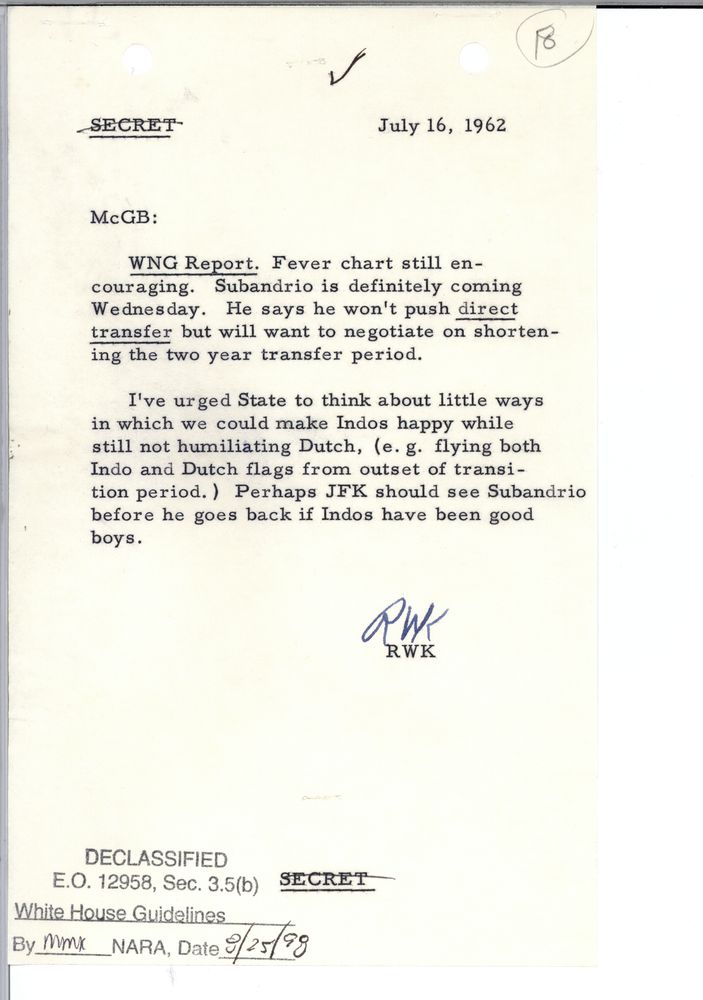 18
SECRET
July 16, 1962
McGB:
WNG Report. Fever chart still en-
couraging. Subandrio is definitely coming
Wednesday. He says he won't push direct
transfer but will want to negotiate on shorten-
ing the two year transfer period.
I've urged State to think about little ways
in which we could make Indos happy while
still not humiliating Dutch, (e. g. flying both
Indo and Dutch flags from outset of transi-
tion period.) Perhaps JFK should see Subandrio
before he goes back if Indos have been good
boys.
RWK
RWK
DECLASSIFIED
E.O. 12958, Sec. 3.5(b)
SECRET
White House Guidelines
By mmk NARA, Date 8/25/98